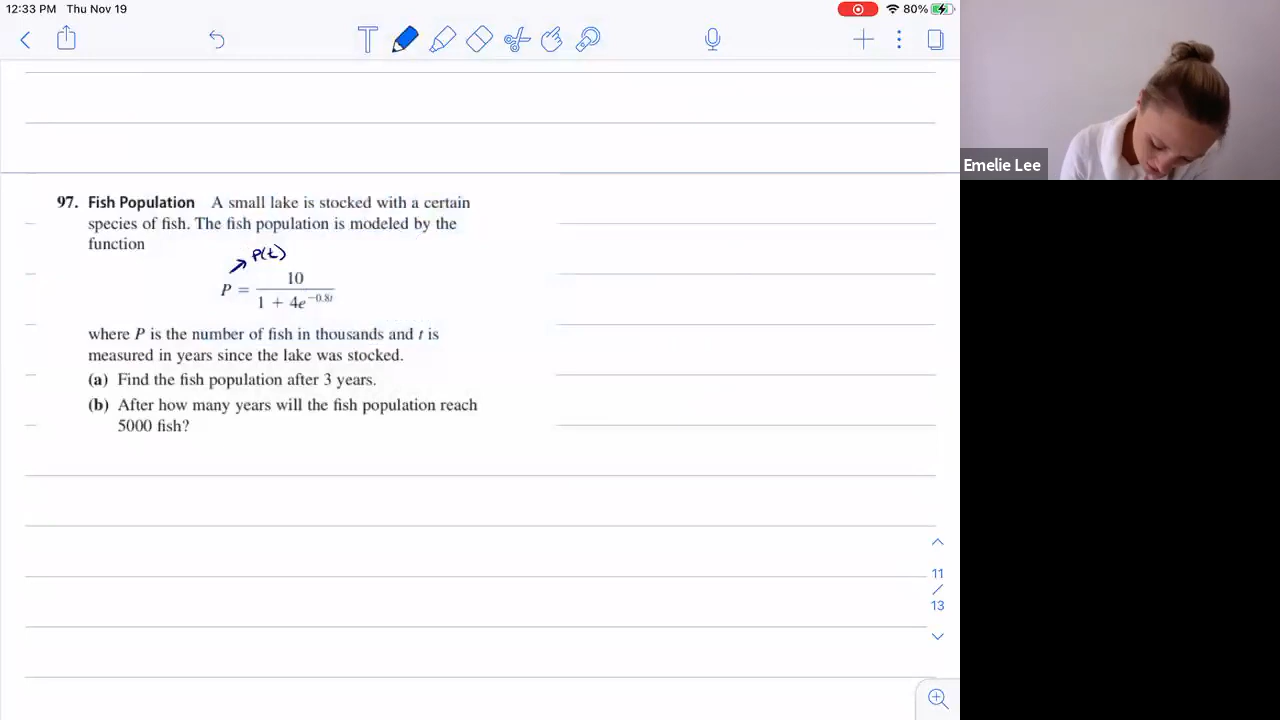 12:33 PM Thu Nov 19
80%
T
Emelie Lee
97. Fish Population A small lake is stocked with a certain
species of fish. The fish population is modeled by the
function
P(t)
P = 10 / 1 + 4e^−0.8t
where P is the number of fish in thousands and t is
measured in years since the lake was stocked.
(a) Find the fish population after 3 years.
(b) After how many years will the fish population reach
5000 fish?
11
/
13